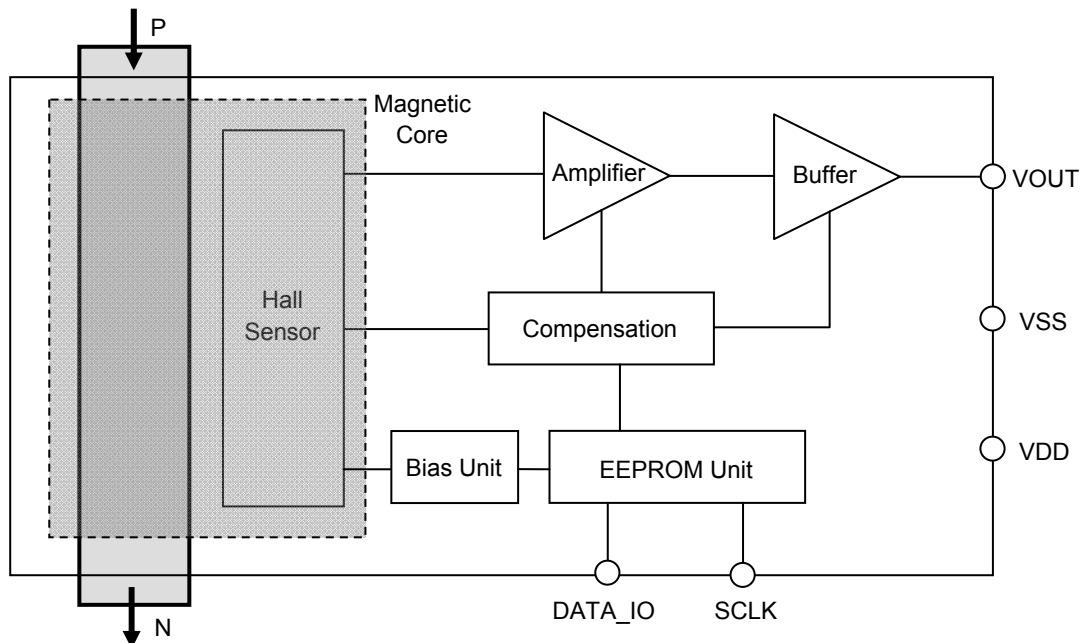 P
Magnetic
Core
Amplifier
Buffer
VOUT
Hall
Sensor
Compensation
VSS
Bias Unit
EEPROM Unit
VDD
DATA_IO
SCLK
N